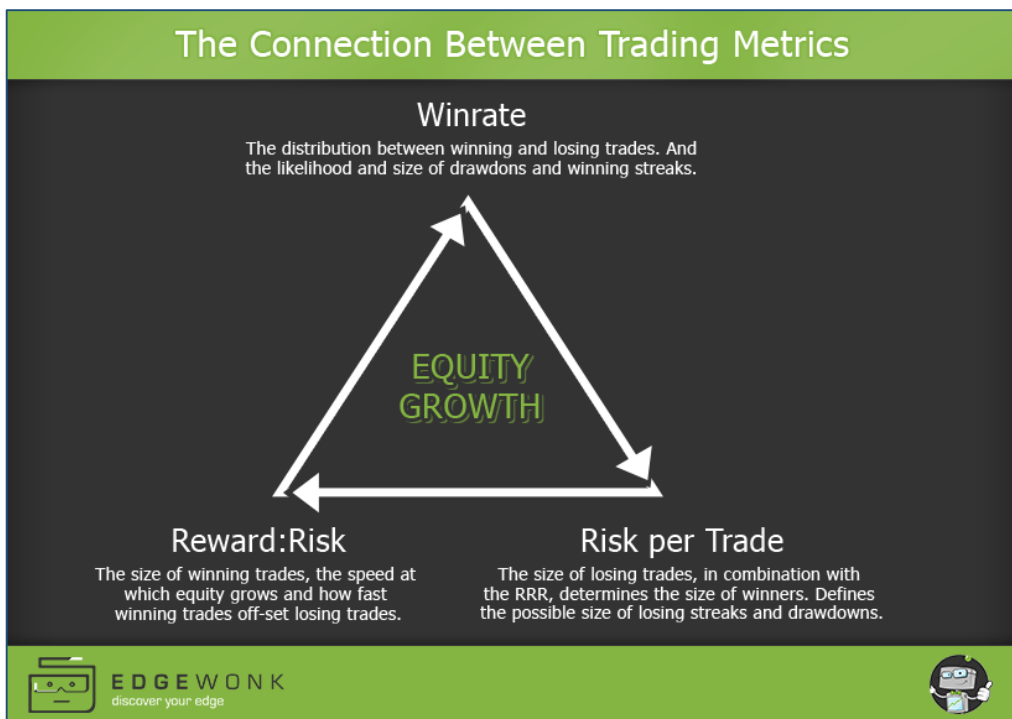 The Connection Between Trading Metrics
Winrate
The distribution between winning and losing trades. And
the likelihood and size of drawdons and winning streaks.
EQUITY
GROWTH
Reward:Risk
The size of winning trades, the speed at
which equity grows and how fast
winning trades off-set losing trades.
Risk per Trade
The size of losing trades, in combination with
the RRR, determines the size of winners. Defines
the possible size of losing streaks and drawdowns.
EDGEWONK
discover your edge